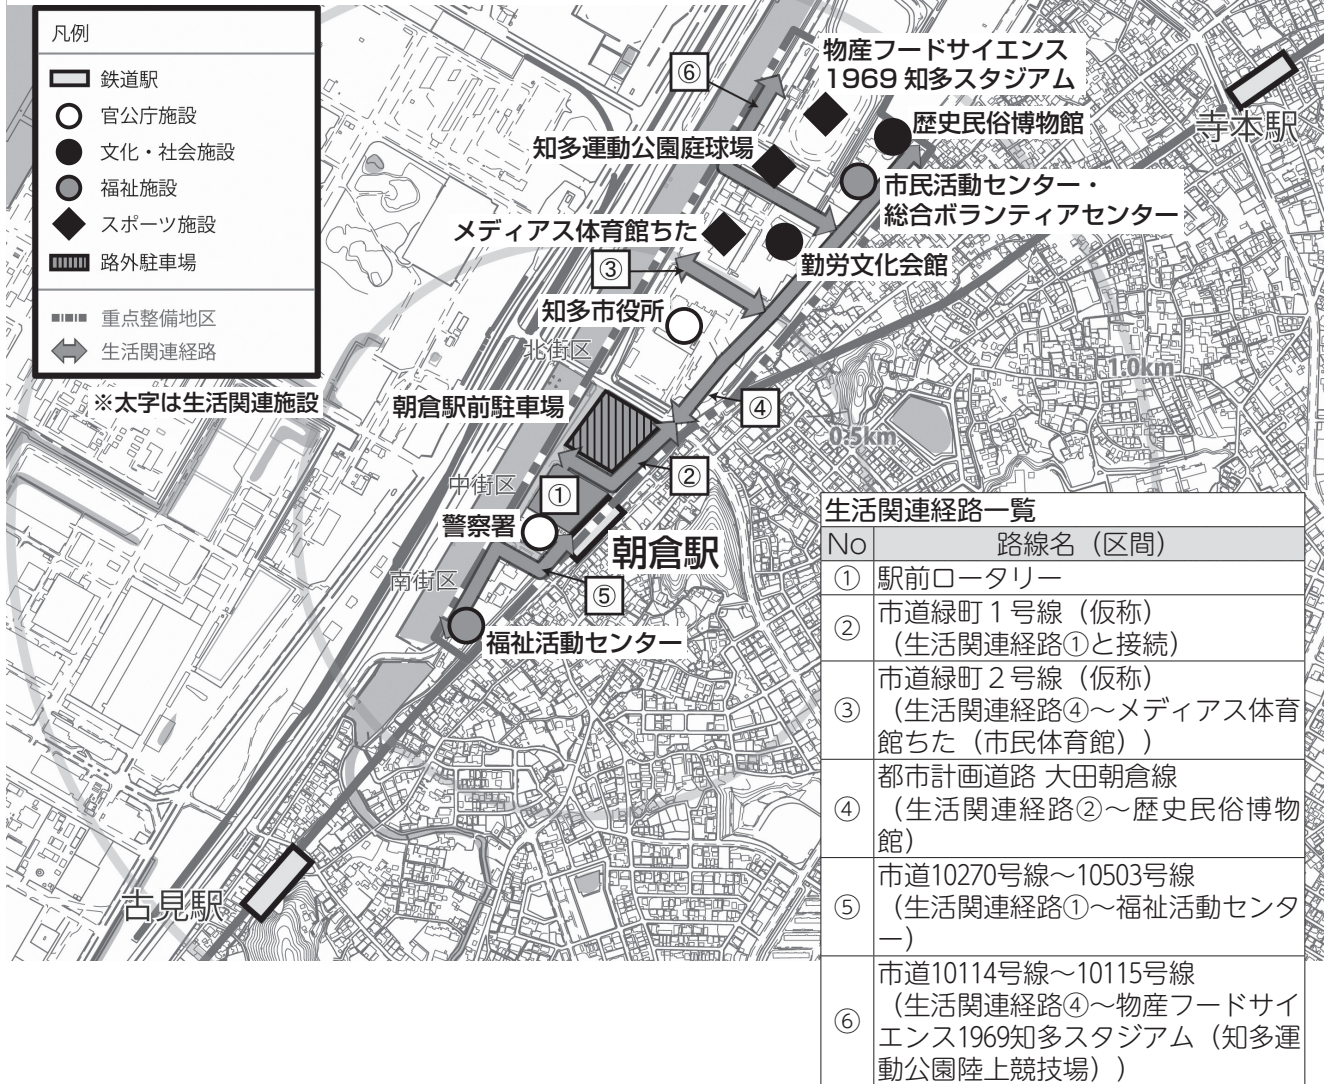 凡例
鉄道駅
官公庁施設
文化・社会施設
福祉施設
スポーツ施設
路外駐車場
重点整備地区
生活関連経路
※太字は生活関連施設
⑥
物産フードサイエンス
1969 知多スタジアム
歴史民俗博物館
寺本駅
知多運動公園庭球場
市民活動センター・
総合ボランティアセンター
メディアス体育館ちた
勤労文化会館
③
知多市役所
北街区
1.0km
④
朝倉駅前駐車場
0.5km
②
中街区
①
警察署
朝倉駅
南街区
⑤
福祉活動センター
古見駅
生活関連経路一覧
No 路線名（区間）
① 駅前ロータリー
② 市道緑町１号線（仮称）
（生活関連経路①と接続）
③ 市道緑町２号線（仮称）
（生活関連経路④～メディアス体育
館ちた（市民体育館））
④ 都市計画道路 大田朝倉線
（生活関連経路②～歴史民俗博物
館）
⑤ 市道10270号線～10503号線
（生活関連経路①～福祉活動センタ
ー）
⑥ 市道10114号線～10115号線
（生活関連経路④～物産フードサイ
エンス1969知多スタジアム（知多運
動公園陸上競技場））